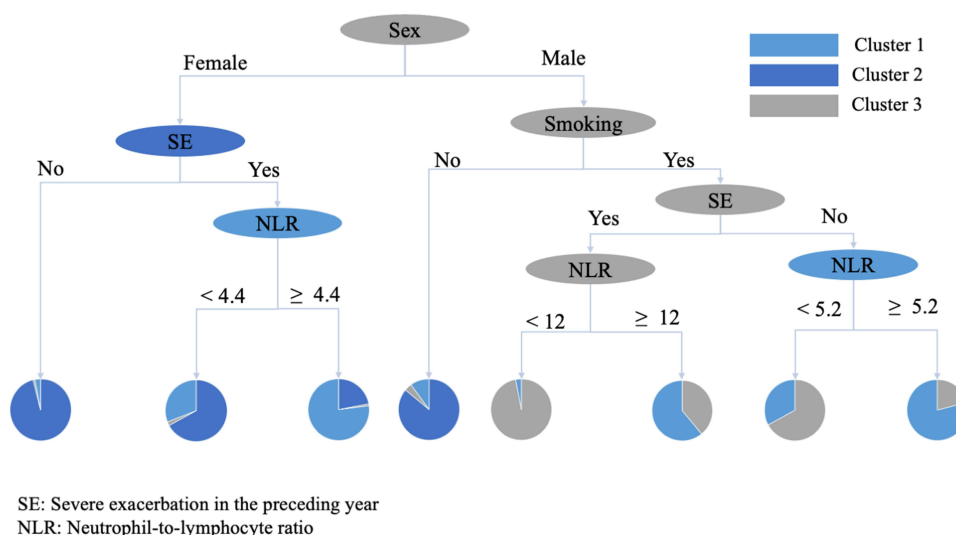 Sex
Female
Male
Cluster 1
Cluster 2
Cluster 3
SE
Smoking
No
Yes
No
Yes
NLR
SE
Yes
No
NLR
NLR
< 4.4
≥ 4.4
< 12
≥ 12
< 5.2
≥ 5.2
SE: Severe exacerbation in the preceding year
NLR: Neutrophil-to-lymphocyte ratio